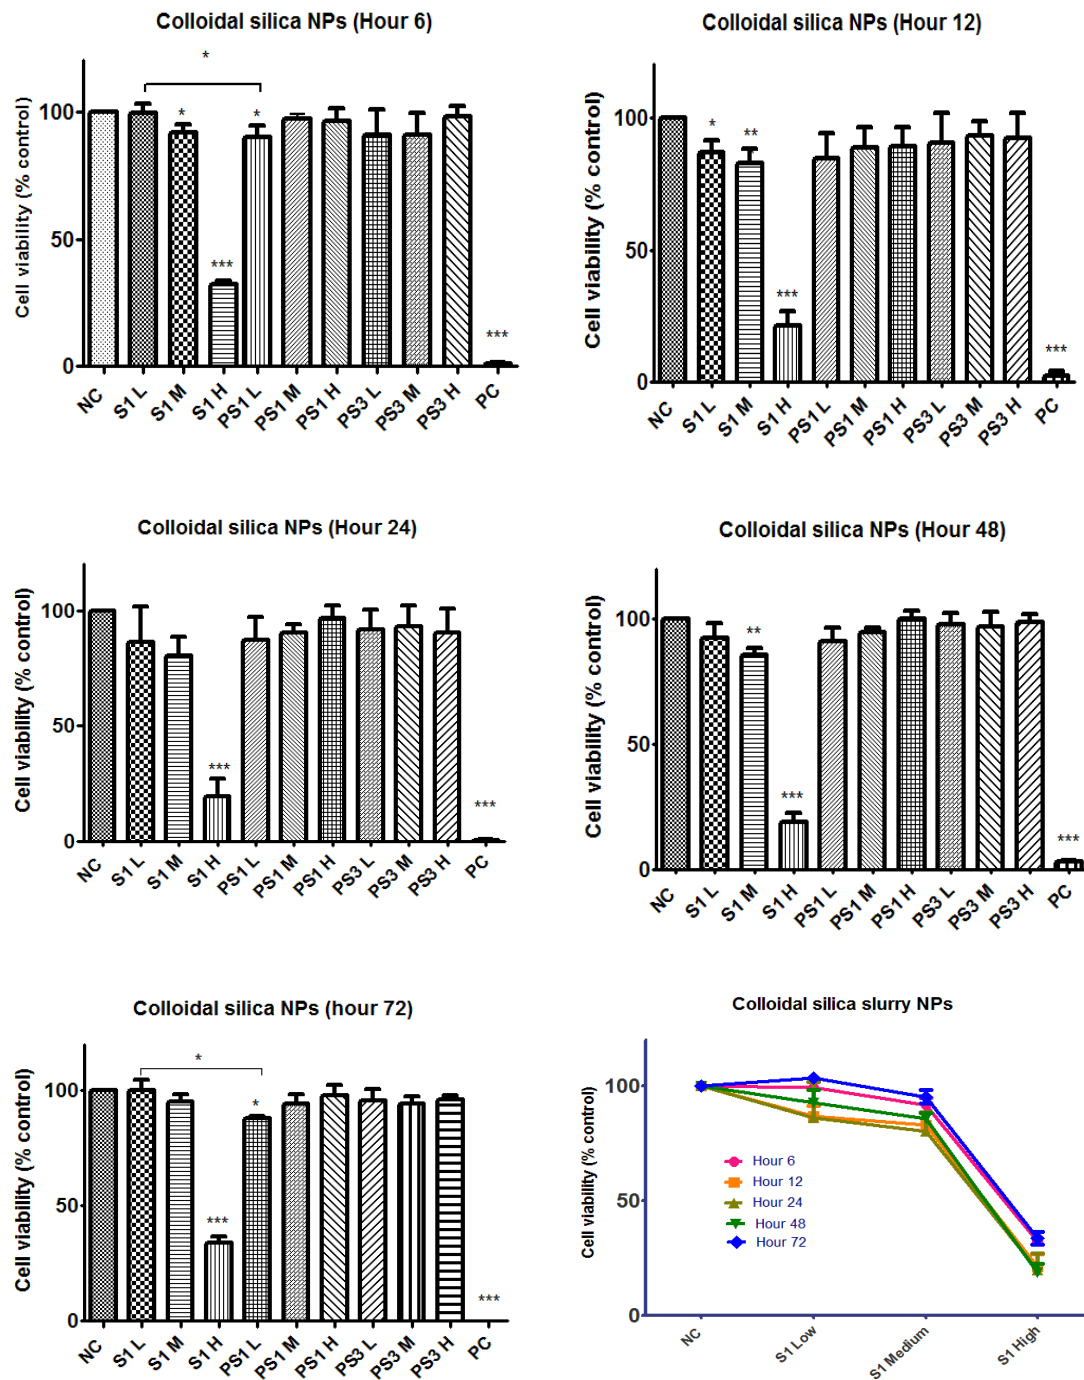 Colloidal silica NPs (Hour 6)
Cell viability (% control)
100
50
0
*
*
***
*
***
NC
S1 L
S1 M
S1 H
PS1 L
PS1 M
PS1 H
PS3 L
PS3 M
PS3 H
PC
Colloidal silica NPs (Hour 12)
Cell viability (% control)
100
50
0
*
**
***
***
NC
S1 L
S1 M
S1 H
PS1 L
PS1 M
PS1 H
PS3 L
PS3 M
PS3 H
PC
Colloidal silica NPs (Hour 24)
Cell viability (% control)
100
50
0
***
***
NC
S1 L
S1 M
S1 H
PS1 L
PS1 M
PS1 H
PS3 L
PS3 M
PS3 H
PC
Colloidal silica NPs (Hour 48)
Cell viability (% control)
100
50
0
**
***
***
NC
S1 L
S1 M
S1 H
PS1 L
PS1 M
PS1 H
PS3 L
PS3 M
PS3 H
PC
Colloidal silica NPs (hour 72)
Cell viability (% control)
100
50
0
*
***
*
***
NC
S1 L
S1 M
S1 H
PS1 L
PS1 M
PS1 H
PS3 L
PS3 M
PS3 H
PC
Colloidal silica slurry NPs
Cell viability (% control)
100
50
0
Hour 6
Hour 12
Hour 24
Hour 48
Hour 72
NC
S1 Low
S1 Medium
S1 High